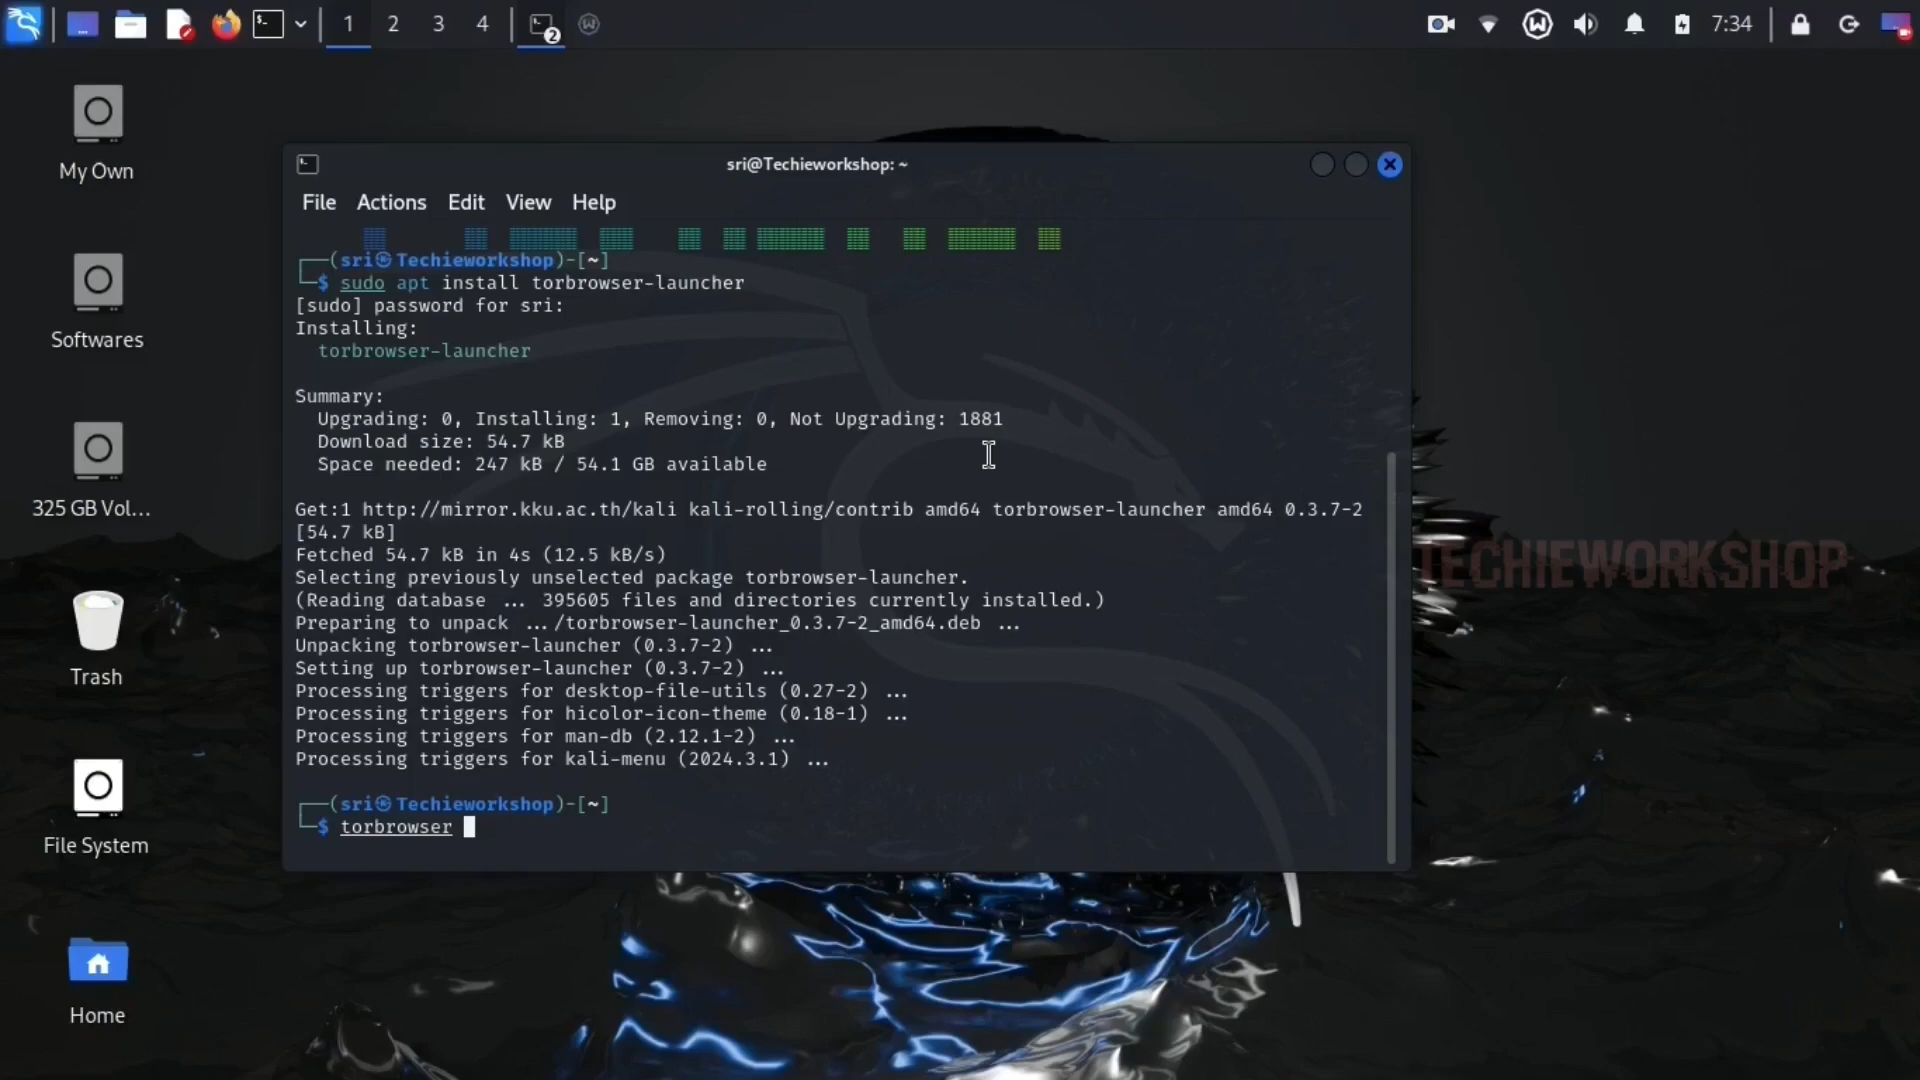 1 2 3 4
2
7:34
My Own
Softwares
325 GB Vol...
Trash
File System
Home
sri@Techieworkshop: ~
File Actions Edit View Help
┌──(sri㉿Techieworkshop)-[~]
└─$ sudo apt install torbrowser-launcher
[sudo] password for sri:
Installing:
torbrowser-launcher
Summary:
Upgrading: 0, Installing: 1, Removing: 0, Not Upgrading: 1881
Download size: 54.7 kB
Space needed: 247 kB / 54.1 GB available
Get:1 http://mirror.kku.ac.th/kali kali-rolling/contrib amd64 torbrowser-launcher amd64 0.3.7-2
[54.7 kB]
Fetched 54.7 kB in 4s (12.5 kB/s)
Selecting previously unselected package torbrowser-launcher.
(Reading database ... 395605 files and directories currently installed.)
Preparing to unpack .../torbrowser-launcher_0.3.7-2_amd64.deb ...
Unpacking torbrowser-launcher (0.3.7-2) ...
Setting up torbrowser-launcher (0.3.7-2) ...
Processing triggers for desktop-file-utils (0.27-2) ...
Processing triggers for hicolor-icon-theme (0.18-1) ...
Processing triggers for man-db (2.12.1-2) ...
Processing triggers for kali-menu (2024.3.1) ...
┌──(sri㉿Techieworkshop)-[~]
└─$ torbrowser
TECHIEWORKSHOP